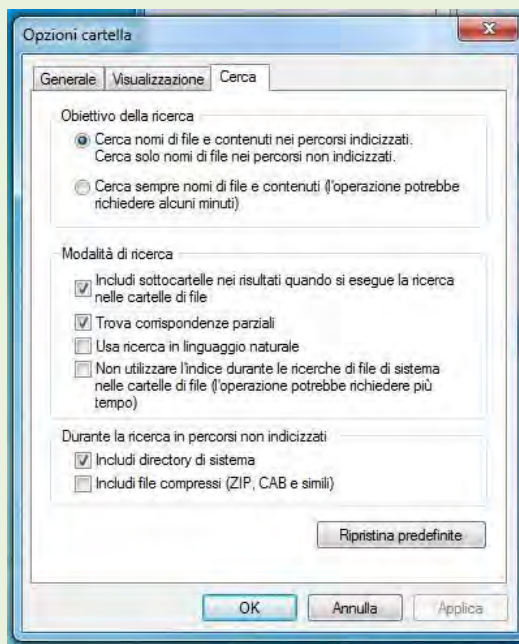 Opzioni cartella
Generale Visualizzazione Cerca
Obiettivo della ricerca
Cerca nomi di file e contenuti nei percorsi indicizzati.
Cerca solo nomi di file nei percorsi non indicizzati.
Cerca sempre nomi di file e contenuti (l'operazione potrebbe
richiedere alcuni minuti)
Modalità di ricerca
Includi sottocartelle nei risultati quando si esegue la ricerca
nelle cartelle di file
Trova corrispondenze parziali
Usa ricerca in linguaggio naturale
Non utilizzare l'indice durante le ricerche di file di sistema
nelle cartelle di file (l'operazione potrebbe richiedere più
tempo)
Durante la ricerca in percorsi non indicizzati
Includi directory di sistema
Includi file compressi (ZIP, CAB e simili)
Ripristina predefinite
OK Annulla Applica